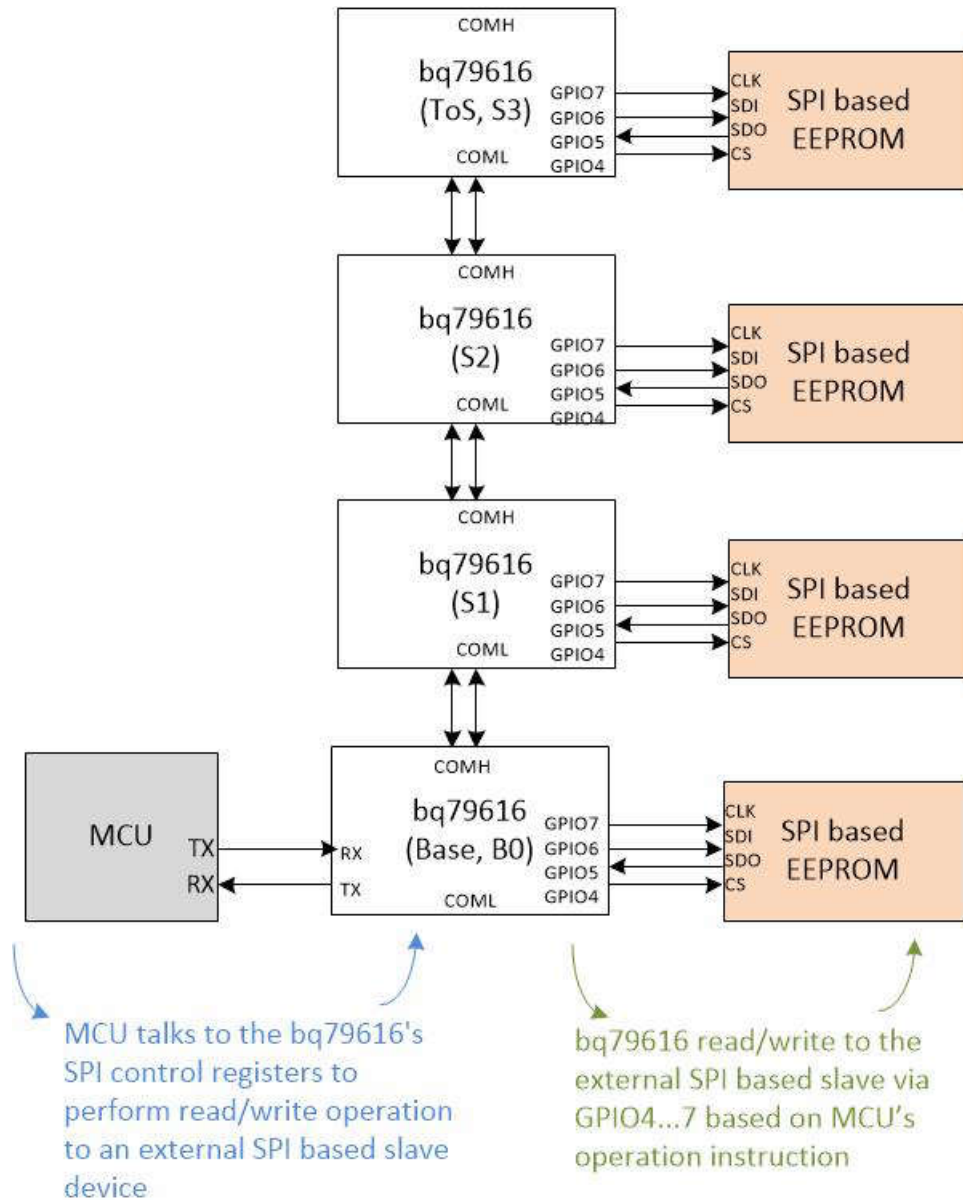 COMH
bq79616
(ToS, S3)
GPIO7
GPIO6
GPIO5
GPIO4
COML
CLK
SDI
SDO
CS
SPI based
EEPROM
COMH
bq79616
(S2)
GPIO7
GPIO6
GPIO5
GPIO4
COML
CLK
SDI
SDO
CS
SPI based
EEPROM
COMH
bq79616
(S1)
GPIO7
GPIO6
GPIO5
GPIO4
COML
CLK
SDI
SDO
CS
SPI based
EEPROM
MCU
TX
RX
COMH
bq79616
(Base, B0)
RX
TX
GPIO7
GPIO6
GPIO5
GPIO4
COML
CLK
SDI
SDO
CS
SPI based
EEPROM
MCU talks to the bq79616's
SPI control registers to
perform read/write operation
to an external SPI based slave
device
bq79616 read/write to the
external SPI based slave via
GPIO4...7 based on MCU’s
operation instruction